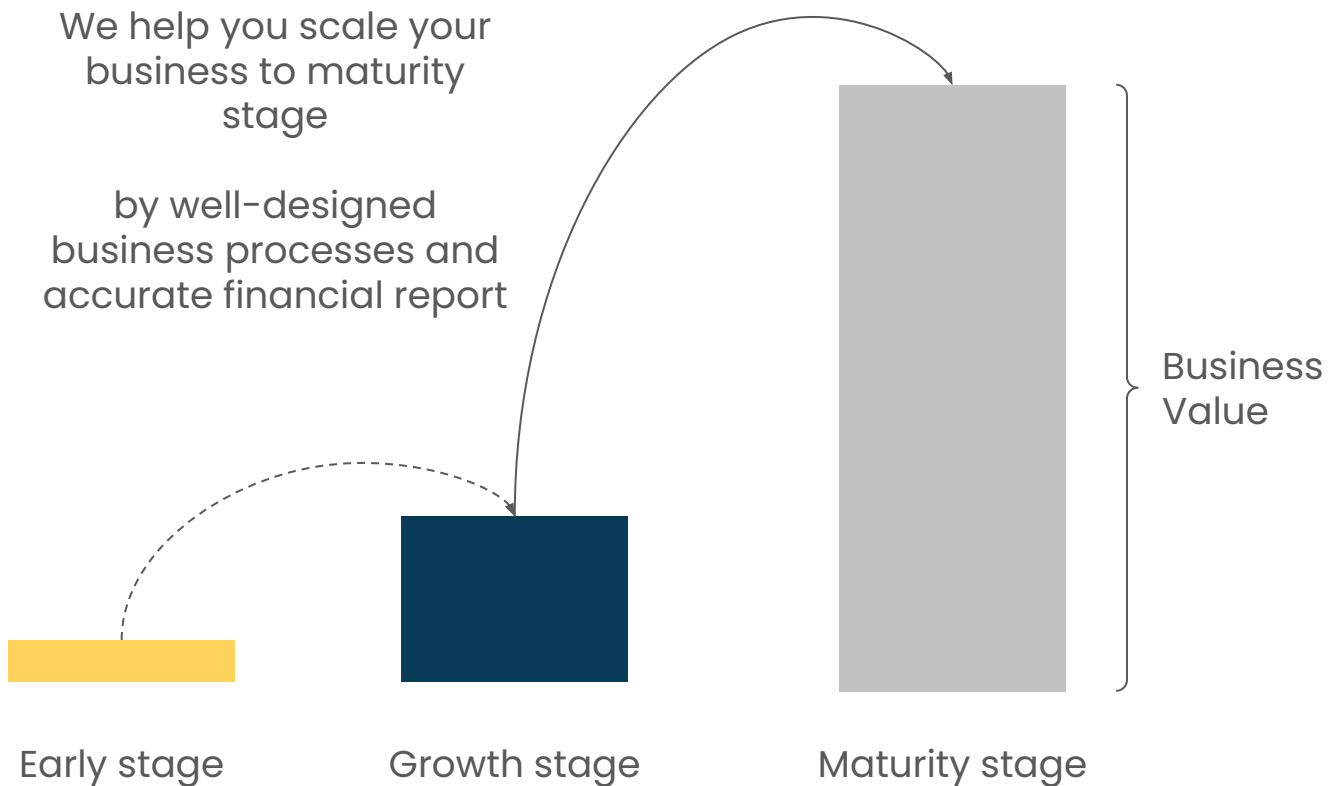 We help you scale your
business to maturity
stage
by well-designed
business processes and
accurate financial report
Business
Value
Early stage
Growth stage
Maturity stage